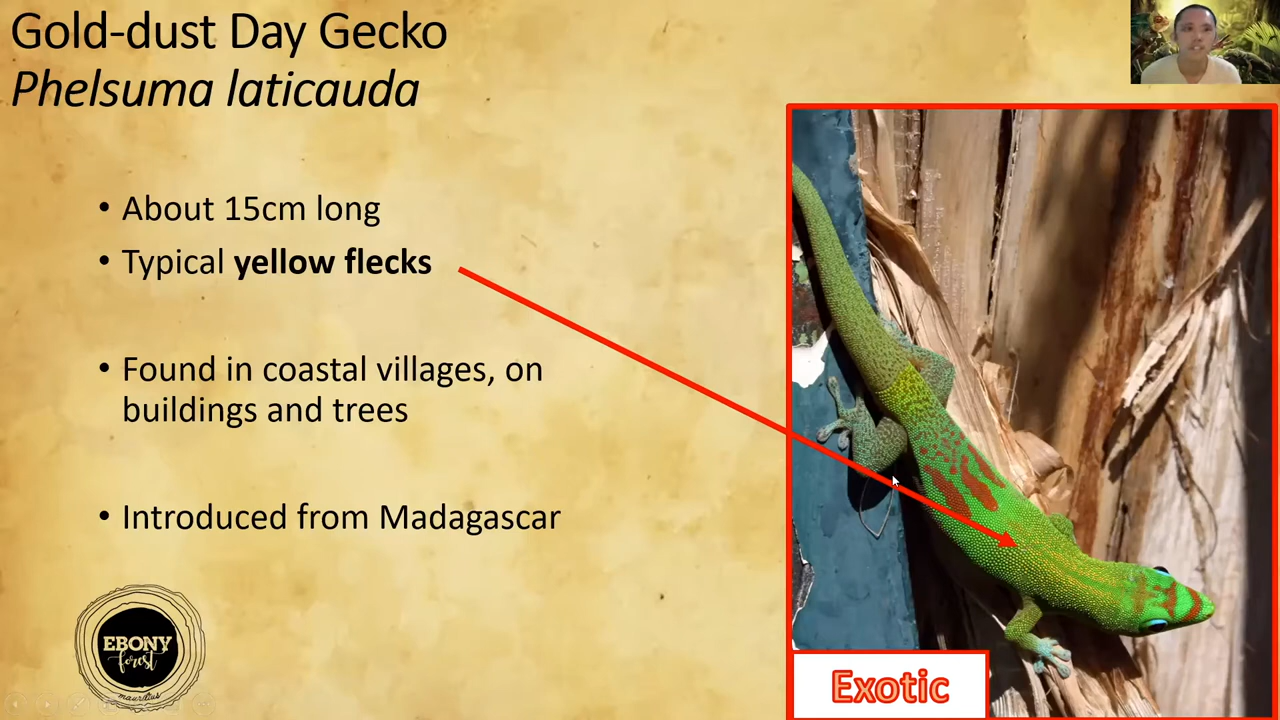 Gold-dust Day Gecko
Phelsuma laticauda
• About 15cm long
• Typical yellow flecks
• Found in coastal villages, on
buildings and trees
• Introduced from Madagascar
EBONY
forest
mauritius
Exotic